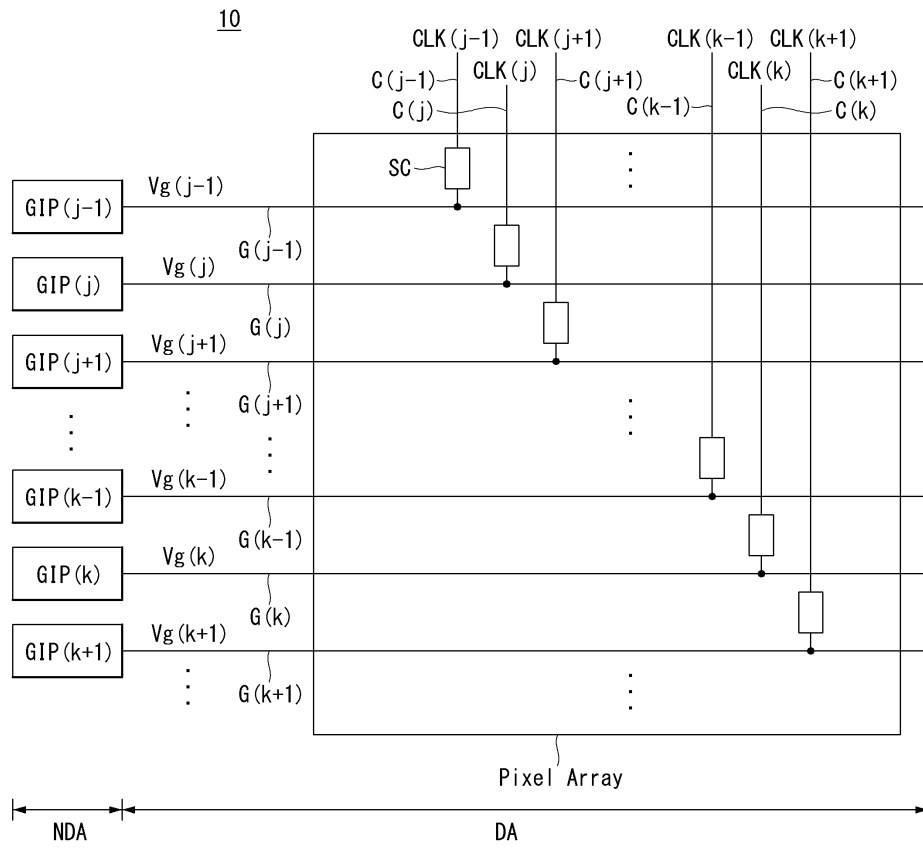 10
CLK(j-1) CLK(j+1) CLK(k-1) CLK(k+1)
CLK(j) CLK(k)
C(j-1) C(j+1) C(k+1)
C(j) C(k-1) C(k)
SC
Vg(j-1)
GIP(j-1)
G(j-1)
Vg(j)
GIP(j)
G(j)
Vg(j+1)
GIP(j+1)
G(j+1)
Vg(k-1)
GIP(k-1)
G(k-1)
Vg(k)
GIP(k)
G(k)
Vg(k+1)
GIP(k+1)
G(k+1)
Pixel Array
NDA DA